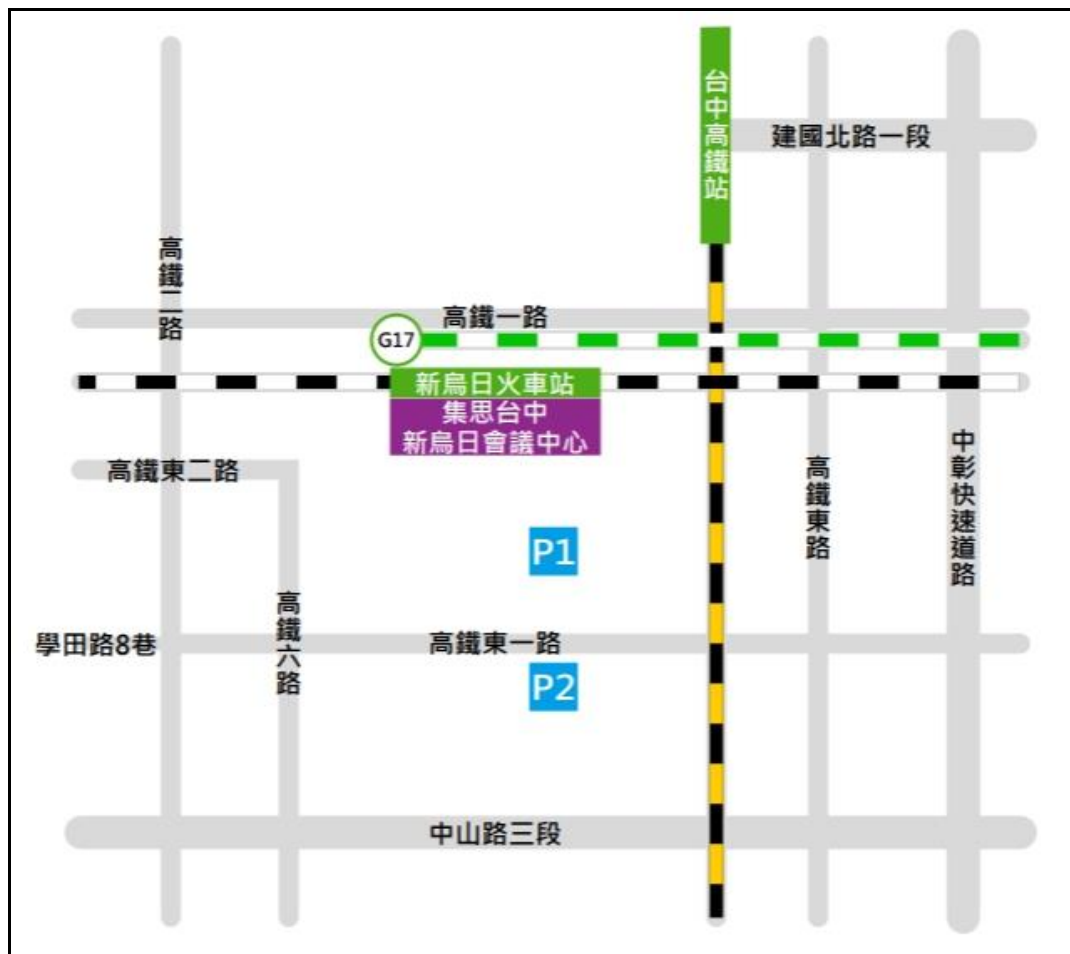 台中高鐵站
建國北路一段
高鐵二路
高鐵一路
G17
新烏日火車站
集思台中
新烏日會議中心
中彰快速道路
高鐵東二路
高鐵東路
P1
高鐵六路
學田路8巷
高鐵東一路
P2
中山路三段